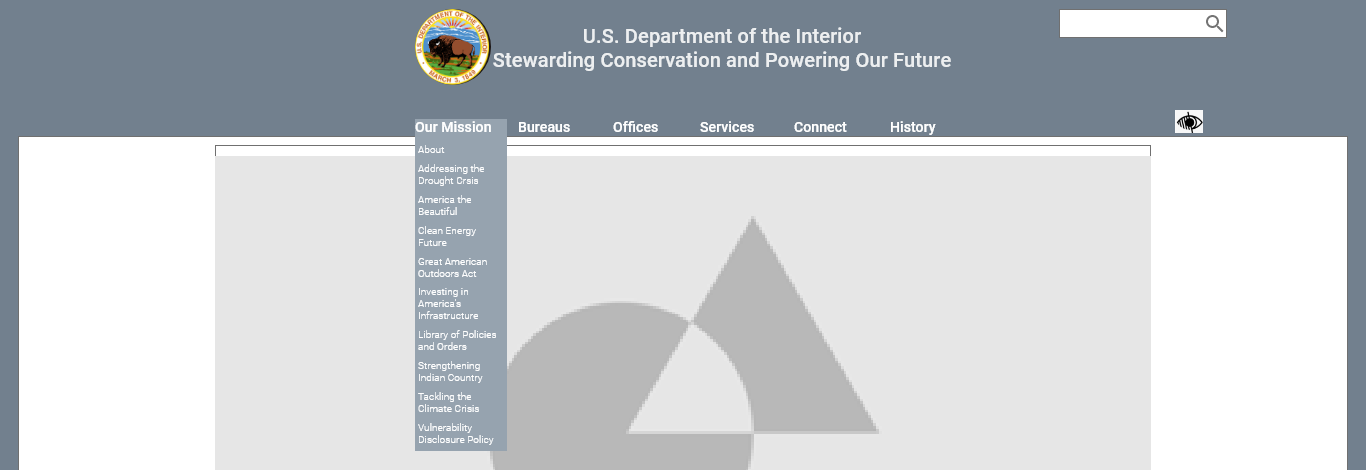 U.S. DEPARTMENT OF THE INTERIOR
MARCH 3, 1849
U.S. Department of the Interior
Stewarding Conservation and Powering Our Future
Our Mission
Bureaus
Offices
Services
Connect
History
About
Addressing the
Drought Crsis
America the
Beautiful
Clean Energy
Future
Great American
Outdoors Act
Investing in
America's
Infrastructure
Library of Policies
and Orders
Strengthening
Indian Country
Tackling the
Climate Crisis
Vulnerability
Disclosure Policy